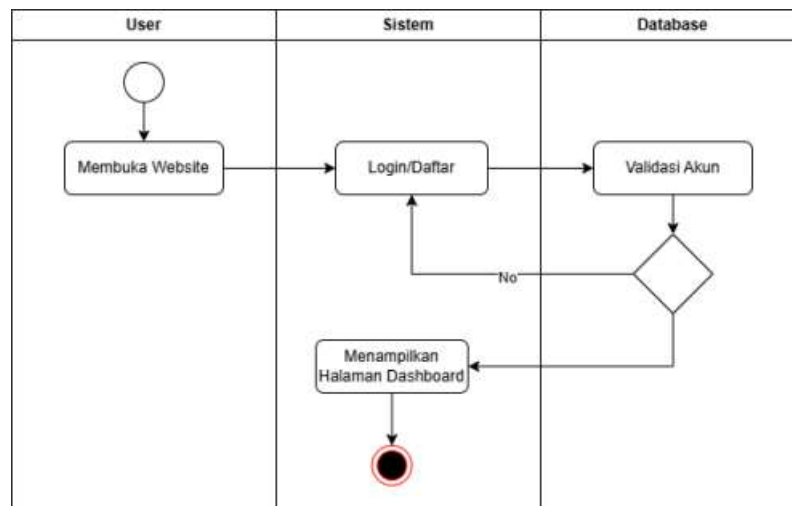 User
Sistem
Database
Membuka Website
Login/Daftar
Validasi Akun
No
Menampilkan
Halaman Dashboard